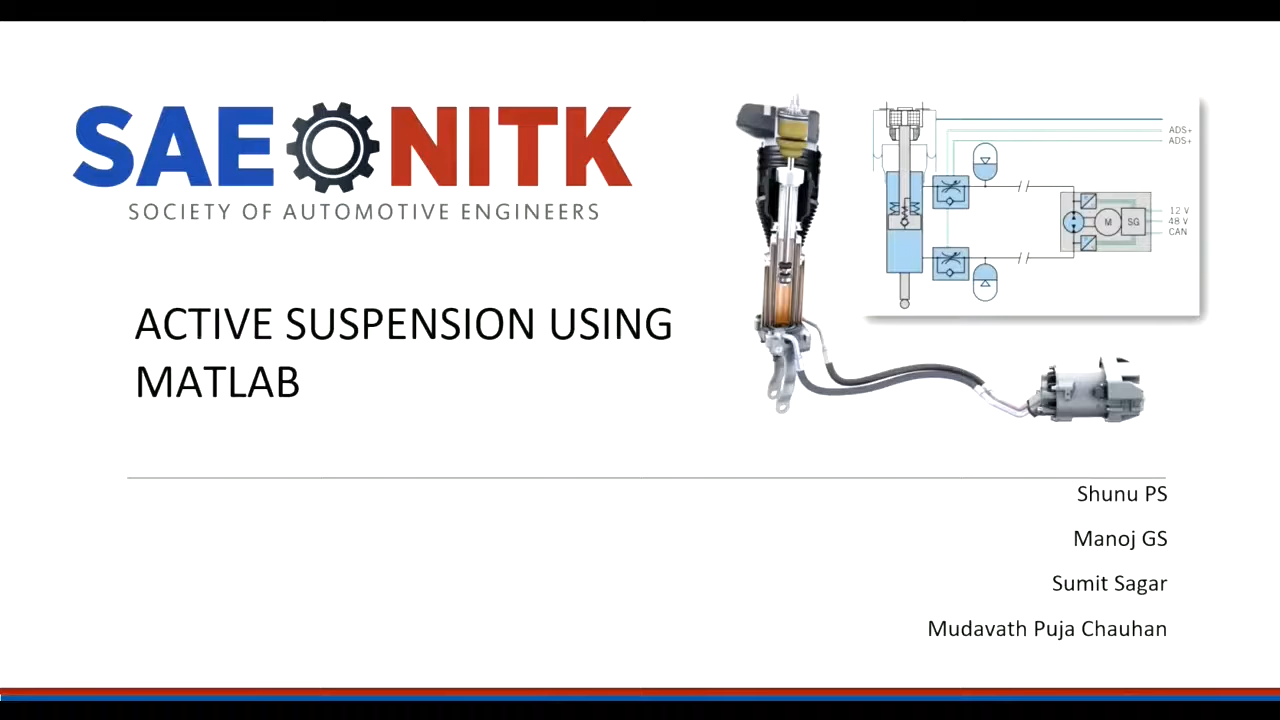 SAE NITK
SOCIETY OF AUTOMOTIVE ENGINEERS
ADS+
ADS+
12 V
48 V
CAN
M
SG
ACTIVE SUSPENSION USING
MATLAB
Shunu PS
Manoj GS
Sumit Sagar
Mudavath Puja Chauhan